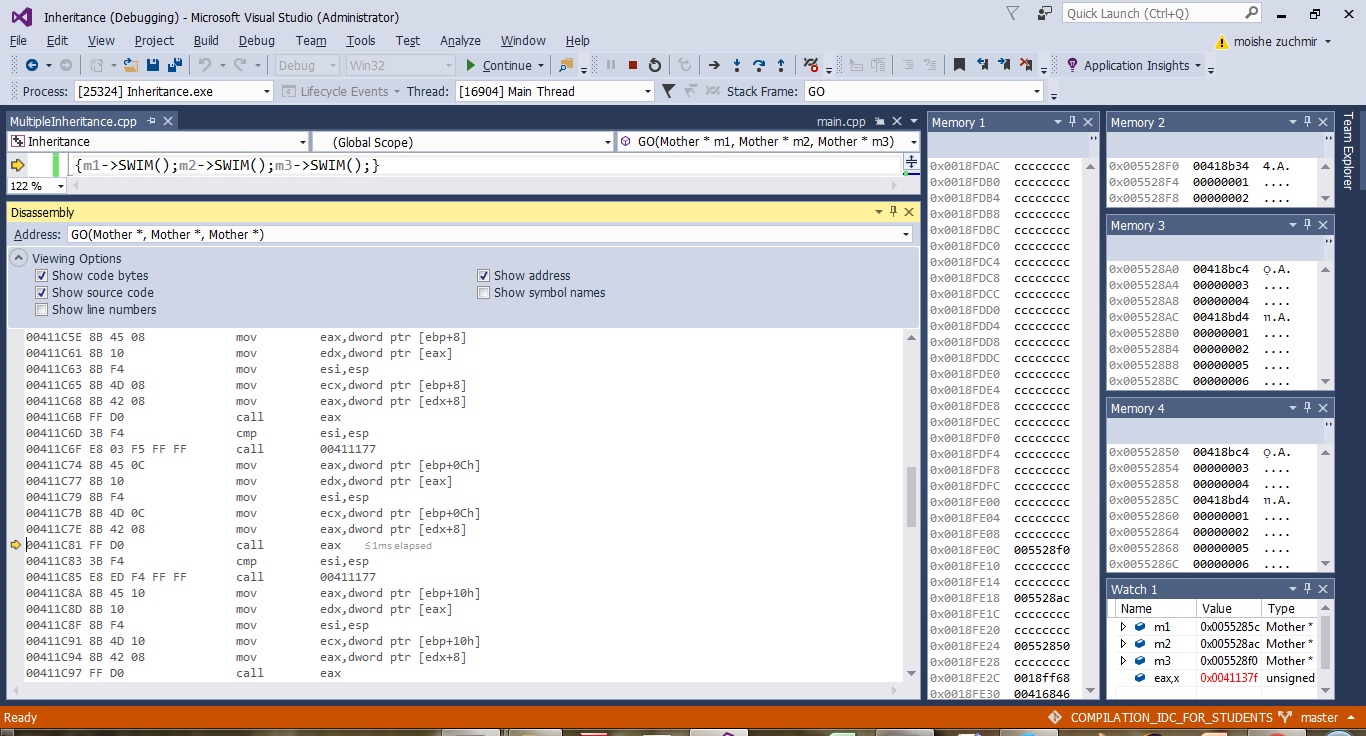 Inheritance (Debugging) - Microsoft Visual Studio (Administrator)
Quick Launch (Ctrl+Q)
File Edit View Project Build Debug Team Tools Test Analyze Window Help
moishe zuchmir
Debug Win32 Continue Application Insights
Process: [25324] Inheritance.exe Lifecycle Events Thread: [16904] Main Thread Stack Frame: GO
MultipleInheritance.cpp
main.cpp
Inheritance (Global Scope) GO(Mother * m1, Mother * m2, Mother * m3)
{m1->SWIM();m2->SWIM();m3->SWIM();}
122 %
Disassembly
Address: GO(Mother *, Mother *, Mother *)
Viewing Options
Show code bytes Show address
Show source code Show symbol names
Show line numbers
00411C5E 8B 45 08 mov eax,dword ptr [ebp+8]
00411C61 8B 10 mov edx,dword ptr [eax]
00411C63 8B F4 mov esi,esp
00411C65 8B 4D 08 mov ecx,dword ptr [ebp+8]
00411C68 8B 42 08 mov eax,dword ptr [edx+8]
00411C6B FF D0 call eax
00411C6D 3B F4 cmp esi,esp
00411C6F E8 03 F5 FF FF call 00411177
00411C74 8B 45 0C mov eax,dword ptr [ebp+0Ch]
00411C77 8B 10 mov edx,dword ptr [eax]
00411C79 8B F4 mov esi,esp
00411C7B 8B 4D 0C mov ecx,dword ptr [ebp+0Ch]
00411C7E 8B 42 08 mov eax,dword ptr [edx+8]
00411C81 FF D0 call eax ≤1ms elapsed
00411C83 3B F4 cmp esi,esp
00411C85 E8 ED F4 FF FF call 00411177
00411C8A 8B 45 10 mov eax,dword ptr [ebp+10h]
00411C8D 8B 10 mov edx,dword ptr [eax]
00411C8F 8B F4 mov esi,esp
00411C91 8B 4D 10 mov ecx,dword ptr [ebp+10h]
00411C94 8B 42 08 mov eax,dword ptr [edx+8]
00411C97 FF D0 call eax
Memory 1
0x0018FDAC cccccccc
0x0018FDB0 cccccccc
0x0018FDB4 cccccccc
0x0018FDB8 cccccccc
0x0018FDBC cccccccc
0x0018FDC0 cccccccc
0x0018FDC4 cccccccc
0x0018FDC8 cccccccc
0x0018FDCC cccccccc
0x0018FDD0 cccccccc
0x0018FDD4 cccccccc
0x0018FDD8 cccccccc
0x0018FDDC cccccccc
0x0018FDE0 cccccccc
0x0018FDE4 cccccccc
0x0018FDE8 cccccccc
0x0018FDEC cccccccc
0x0018FDF0 cccccccc
0x0018FDF4 cccccccc
0x0018FDF8 cccccccc
0x0018FDFC cccccccc
0x0018FE00 cccccccc
0x0018FE04 cccccccc
0x0018FE08 cccccccc
0x0018FE0C 005528f0
0x0018FE10 cccccccc
0x0018FE14 cccccccc
0x0018FE18 005528ac
0x0018FE1C cccccccc
0x0018FE20 cccccccc
0x0018FE24 00552850
0x0018FE28 cccccccc
0x0018FE2C 0018ff68
0x0018FE30 00416846
Memory 2
0x005528F0 00418b34 4.A.
0x005528F4 00000001 ....
0x005528F8 00000002 ....
Memory 3
0x005528A0 00418bc4 .A.
0x005528A4 00000003 ....
0x005528A8 00000004 ....
0x005528AC 00418bd4 װ.A.
0x005528B0 00000001 ....
0x005528B4 00000002 ....
0x005528B8 00000005 ....
0x005528BC 00000006 ....
Memory 4
0x00552850 00418bc4 .A.
0x00552854 00000003 ....
0x00552858 00000004 ....
0x0055285C 00418bd4 װ.A.
0x00552860 00000001 ....
0x00552864 00000002 ....
0x00552868 00000005 ....
0x0055286C 00000006 ....
Watch 1
Name Value Type
m1 0x0055285c Mother *
m2 0x005528ac Mother *
m3 0x005528f0 Mother *
eax,x 0x0041137f unsigned
Team Explorer
Ready
COMPILATION_IDC_FOR_STUDENTS master